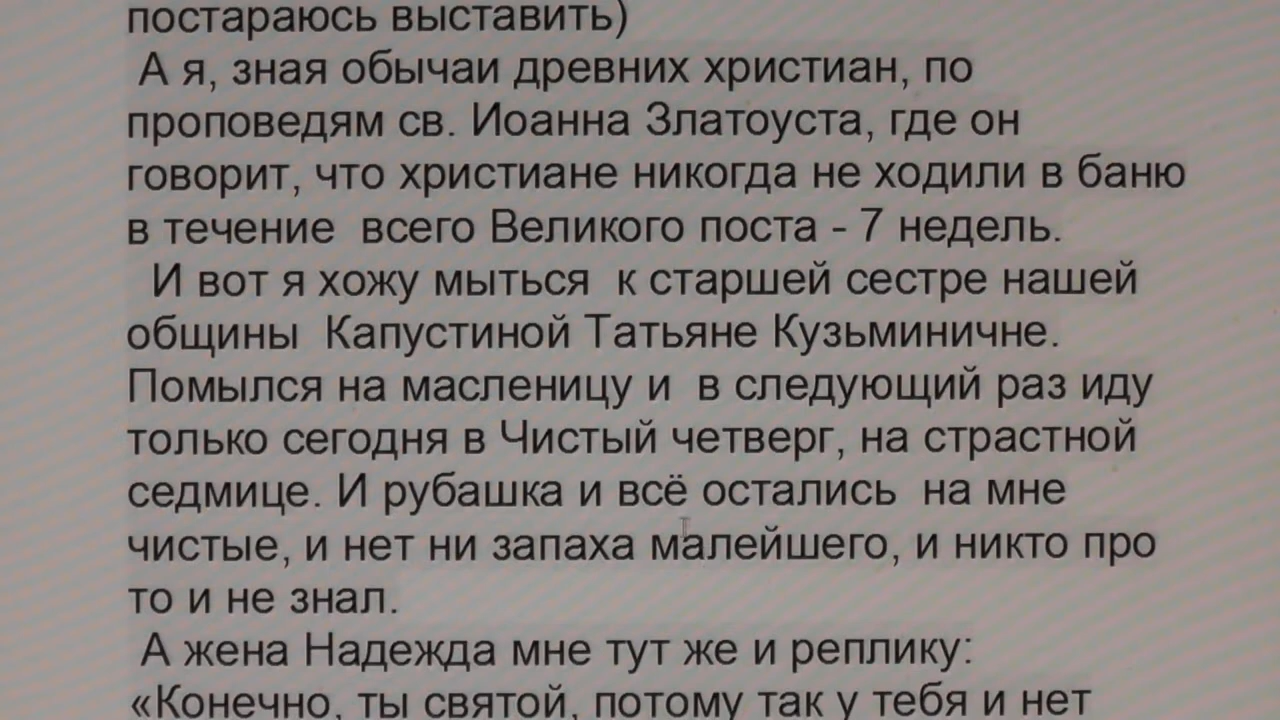 постараюсь выставить)
А я, зная обычаи древних христиан, по
проповедям св. Иоанна Златоуста, где он
говорит, что христиане никогда не ходили в баню
в течение всего Великого поста - 7 недель.
И вот я хожу мыться к старшей сестре нашей
общины Капустиной Татьяне Кузьминичне.
Помылся на масленицу и в следующий раз иду
только сегодня в Чистый четверг, на страстной
седмице. И рубашка и всё остались на мне
чистые, и нет ни запаха малейшего, и никто про
то и не знал.
А жена Надежда мне тут же и реплику:
«Конечно, ты святой, потому так у тебя и нет